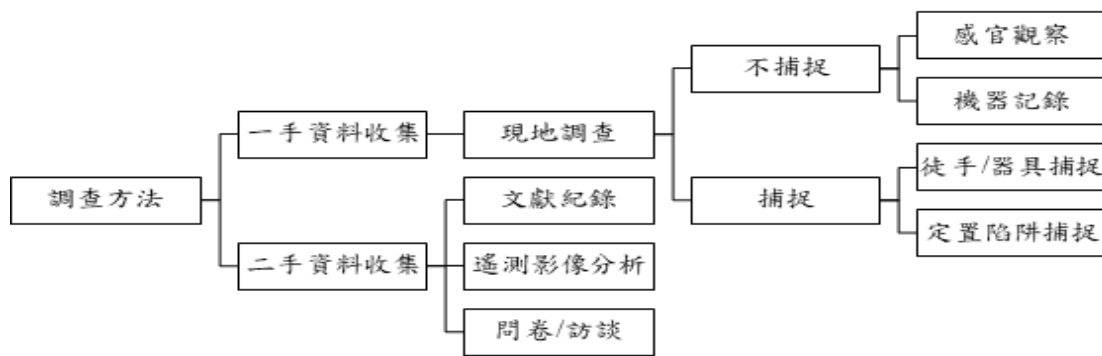 調查方法
一手資料收集
現地調查
不捕捉
感官觀察
機器記錄
捕捉
徒手/器具捕捉
定置陷阱捕捉
二手資料收集
文獻紀錄
遙測影像分析
問卷/訪談